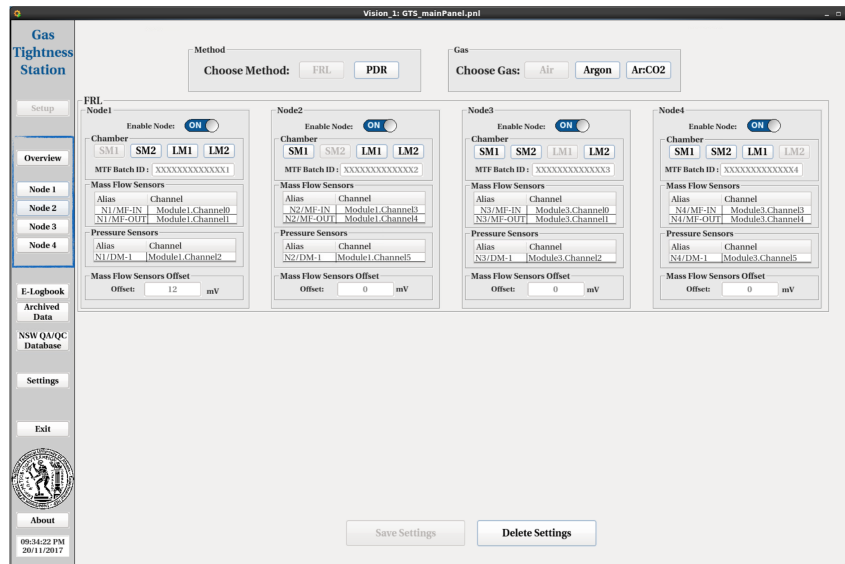 Vision_1: GTS_mainPanel.pnl
Gas
Tightness
Station
Setup
Overview
Node 1
Node 2
Node 3
Node 4
E-Logbook
Archived
Data
NSW QA/QC
Database
Settings
Exit
About
09:34:22 PM
20/11/2017
Method
Choose Method: FRL PDR
Gas
Choose Gas: Air Argon Ar:CO2
FRL
Node1
Enable Node: ON
Chamber
SM1 SM2 LM1 LM2
MTF Batch ID : XXXXXXXXXXXXX1
Mass Flow Sensors
Alias Channel
N1/MF-IN Module1.Channel0
N1/MF-OUT Module1.Channel1
Pressure Sensors
Alias Channel
N1/DM-1 Module1.Channel2
Mass Flow Sensors Offset
Offset: 12 mV
Node2
Enable Node: ON
Chamber
SM1 SM2 LM1 LM2
MTF Batch ID : XXXXXXXXXXXXX2
Mass Flow Sensors
Alias Channel
N2/MF-IN Module1.Channel3
N2/MF-OUT Module1.Channel4
Pressure Sensors
Alias Channel
N2/DM-1 Module1.Channel5
Mass Flow Sensors Offset
Offset: 0 mV
Node3
Enable Node: ON
Chamber
SM1 SM2 LM1 LM2
MTF Batch ID : XXXXXXXXXXXXX3
Mass Flow Sensors
Alias Channel
N3/MF-IN Module3.Channel0
N3/MF-OUT Module3.Channel1
Pressure Sensors
Alias Channel
N3/DM-1 Module3.Channel2
Mass Flow Sensors Offset
Offset: 0 mV
Node4
Enable Node: ON
Chamber
SM1 SM2 LM1 LM2
MTF Batch ID : XXXXXXXXXXXXX4
Mass Flow Sensors
Alias Channel
N4/MF-IN Module3.Channel3
N4/MF-OUT Module3.Channel4
Pressure Sensors
Alias Channel
N4/DM-1 Module3.Channel5
Mass Flow Sensors Offset
Offset: 0 mV
Save Settings Delete Settings